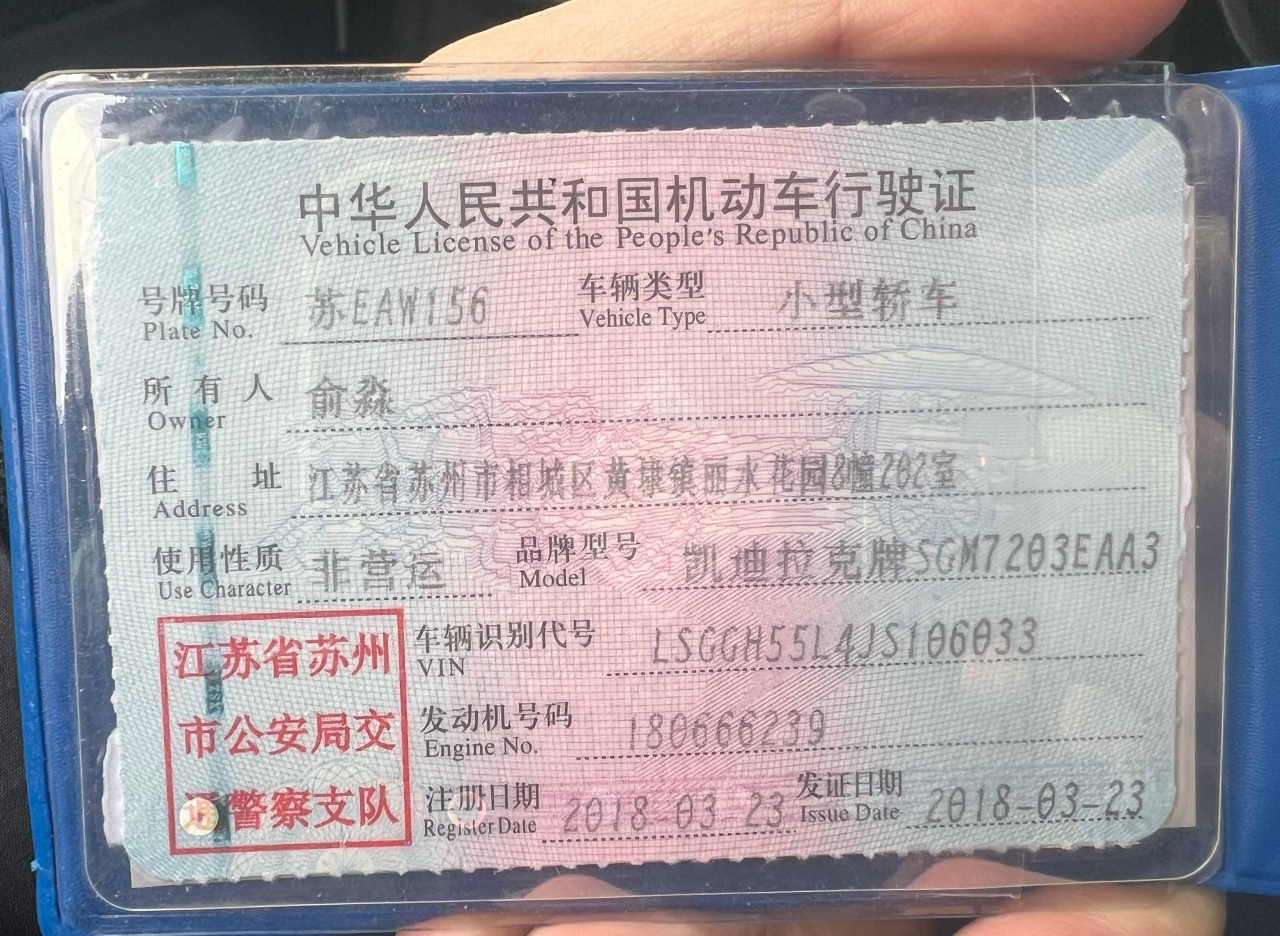 中华人民共和国机动车行驶证
Vehicle License of the People's Republic of China
号牌号码 苏EAW156 车辆类型 小型轿车
Plate No. Vehicle Type
所有人 俞淼
Owner
住址 江苏省苏州市相城区黄埭镇丽水花园8幢202室
Address
使用性质 非营运 品牌型号 凯迪拉克牌SGM7203EAA3
Use Character Model
江苏省苏州
市公安局交
警察支队
车辆识别代号 LSGGH55L4JS106033
VIN
发动机号码 180666239
Engine No.
注册日期 2018-03-23 发证日期 2018-03-23
Register Date Issue Date